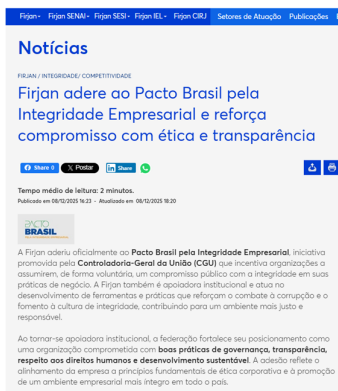 Firjan Firjan SENAI Firjan SESI Firjan IEL Firjan CIRJ Setores de Atuação Publicações
Notícias
FIRJAN / INTEGRIDADE/ COMPETITIVIDADE
Firjan adere ao Pacto Brasil pela
Integridade Empresarial e reforça
compromisso com ética e transparência
Share 0 Postar Share
Tempo médio de leitura: 2 minutos.
Publicado em 08/12/2025 16:23 - Atualizado em 08/12/2025 18:20
PACTO
BRASIL
A Firjan aderiu oficialmente ao Pacto Brasil pela Integridade Empresarial, iniciativa
promovida pela Controladoria-Geral da União (CGU) que incentiva organizações a
assumirem, de forma voluntária, um compromisso público com a integridade em suas
práticas de negócio. A Firjan também é apoiadora institucional e atua no
desenvolvimento de ferramentas e práticas que reforçam o combate à corrupção e o
fomento à cultura de integridade, contribuindo para um ambiente mais justo e
responsável.
Ao tornar-se apoiadora institucional, a federação fortalece seu posicionamento como
uma organização comprometida com boas práticas de governança, transparência,
respeito aos direitos humanos e desenvolvimento sustentável. A adesão reflete o
alinhamento da empresa a princípios fundamentais de ética corporativa e à promoção
de um ambiente empresarial mais íntegro em todo o país.